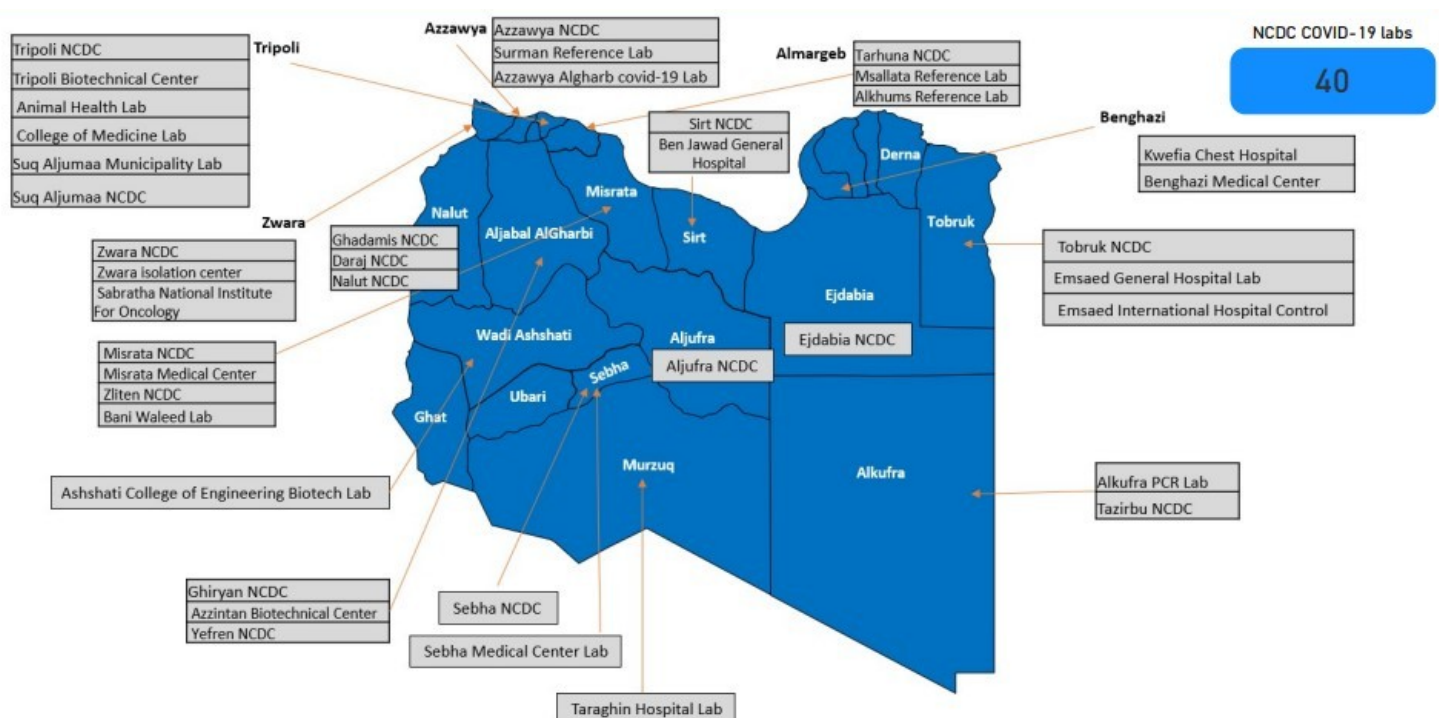 NCDC COVID-19 labs
40
Tripoli
Tripoli NCDC
Tripoli Biotechnical Center
Animal Health Lab
College of Medicine Lab
Suq Aljumaa Municipality Lab
Suq Aljumaa NCDC
Azzawya
Azzawya NCDC
Surman Reference Lab
Azzawya Algharb covid-19 Lab
Almargeb
Tarhuna NCDC
Msallata Reference Lab
Alkhums Reference Lab
Sirt NCDC
Ben Jawad General
Hospital
Benghazi
Kwefia Chest Hospital
Benghazi Medical Center
Derna
Misrata
Nalut
Aljabal AlGharbi
Sirt
Tobruk
Zwara
Zwara NCDC
Zwara isolation center
Sabratha National Institute
For Oncology
Ghadamis NCDC
Daraj NCDC
Nalut NCDC
Tobruk NCDC
Emsaed General Hospital Lab
Emsaed International Hospital Control
Ejdabia
Ejdabia NCDC
Wadi Ashshati
Aljufra
Aljufra NCDC
Misrata NCDC
Misrata Medical Center
Zliten NCDC
Bani Waleed Lab
Sebha
Ubari
Ghat
Murzuq
Alkufra
Ashshati College of Engineering Biotech Lab
Alkufra PCR Lab
Tazirbu NCDC
Ghiryan NCDC
Azzintan Biotechnical Center
Yefren NCDC
Sebha NCDC
Sebha Medical Center Lab
Taraghin Hospital Lab